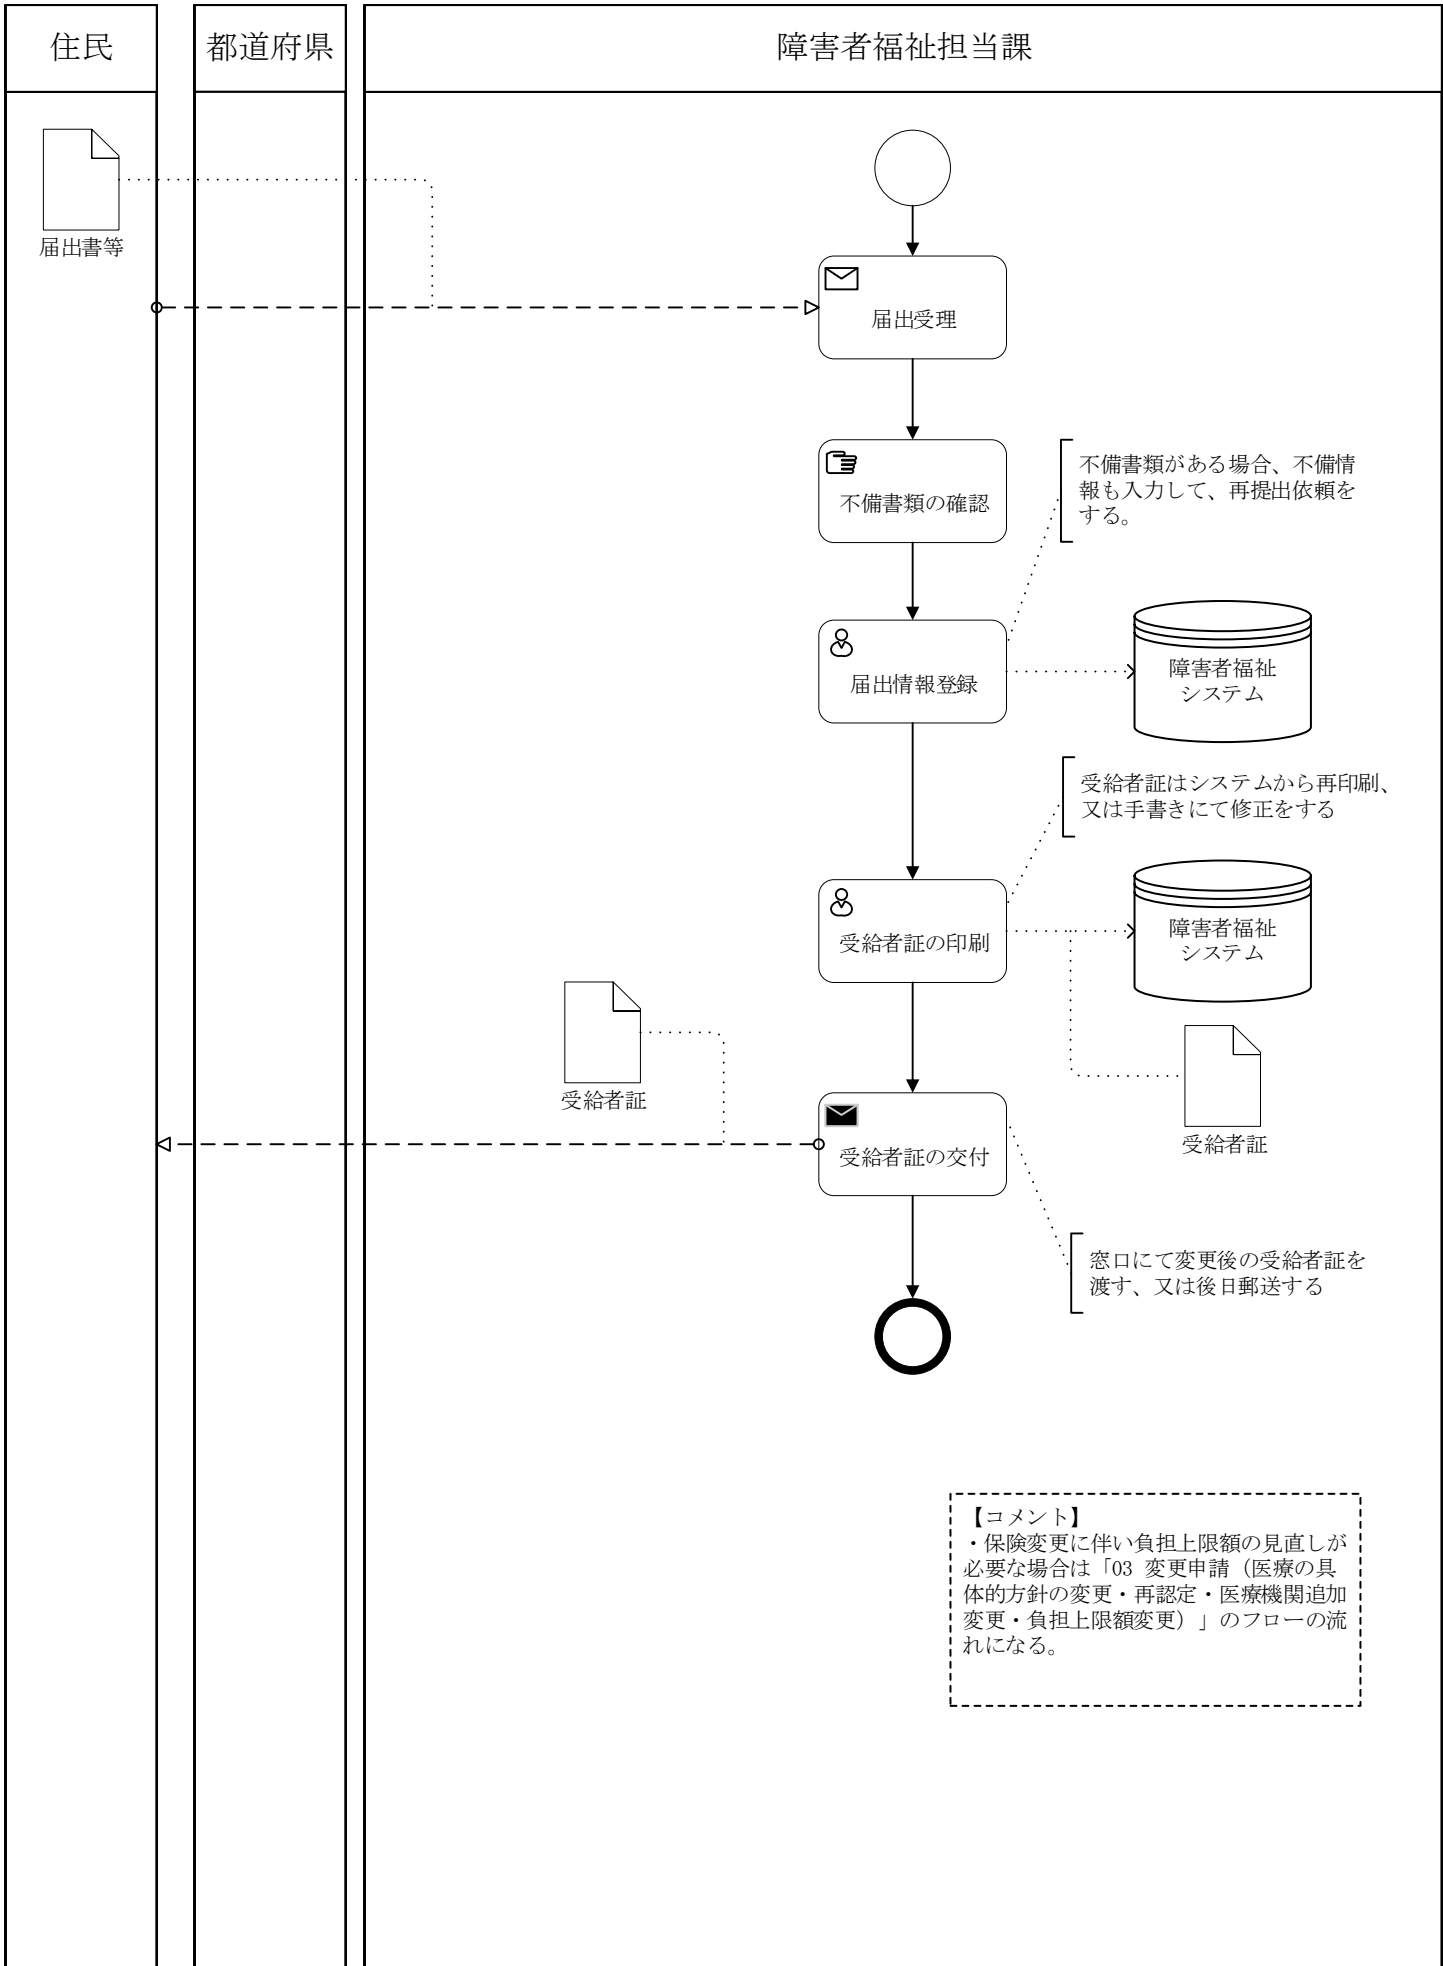 住民
都道府県
障害者福祉担当課
届出書等
届出受理
不備書類の確認
不備書類がある場合、不備情
報も入力して、再提出依頼を
する。
届出情報登録
障害者福祉
システム
受給者証はシステムから再印刷、
又は手書きにて修正をする
受給者証の印刷
障害者福祉
システム
受給者証
受給者証
受給者証の交付
窓口にて変更後の受給者証を
渡す、又は後日郵送する
【コメント】
・保険変更に伴い負担上限額の見直しが
必要な場合は「03 変更申請（医療の具
体的方針の変更・再認定・医療機関追加
変更・負担上限額変更）」のフローの流
れになる。